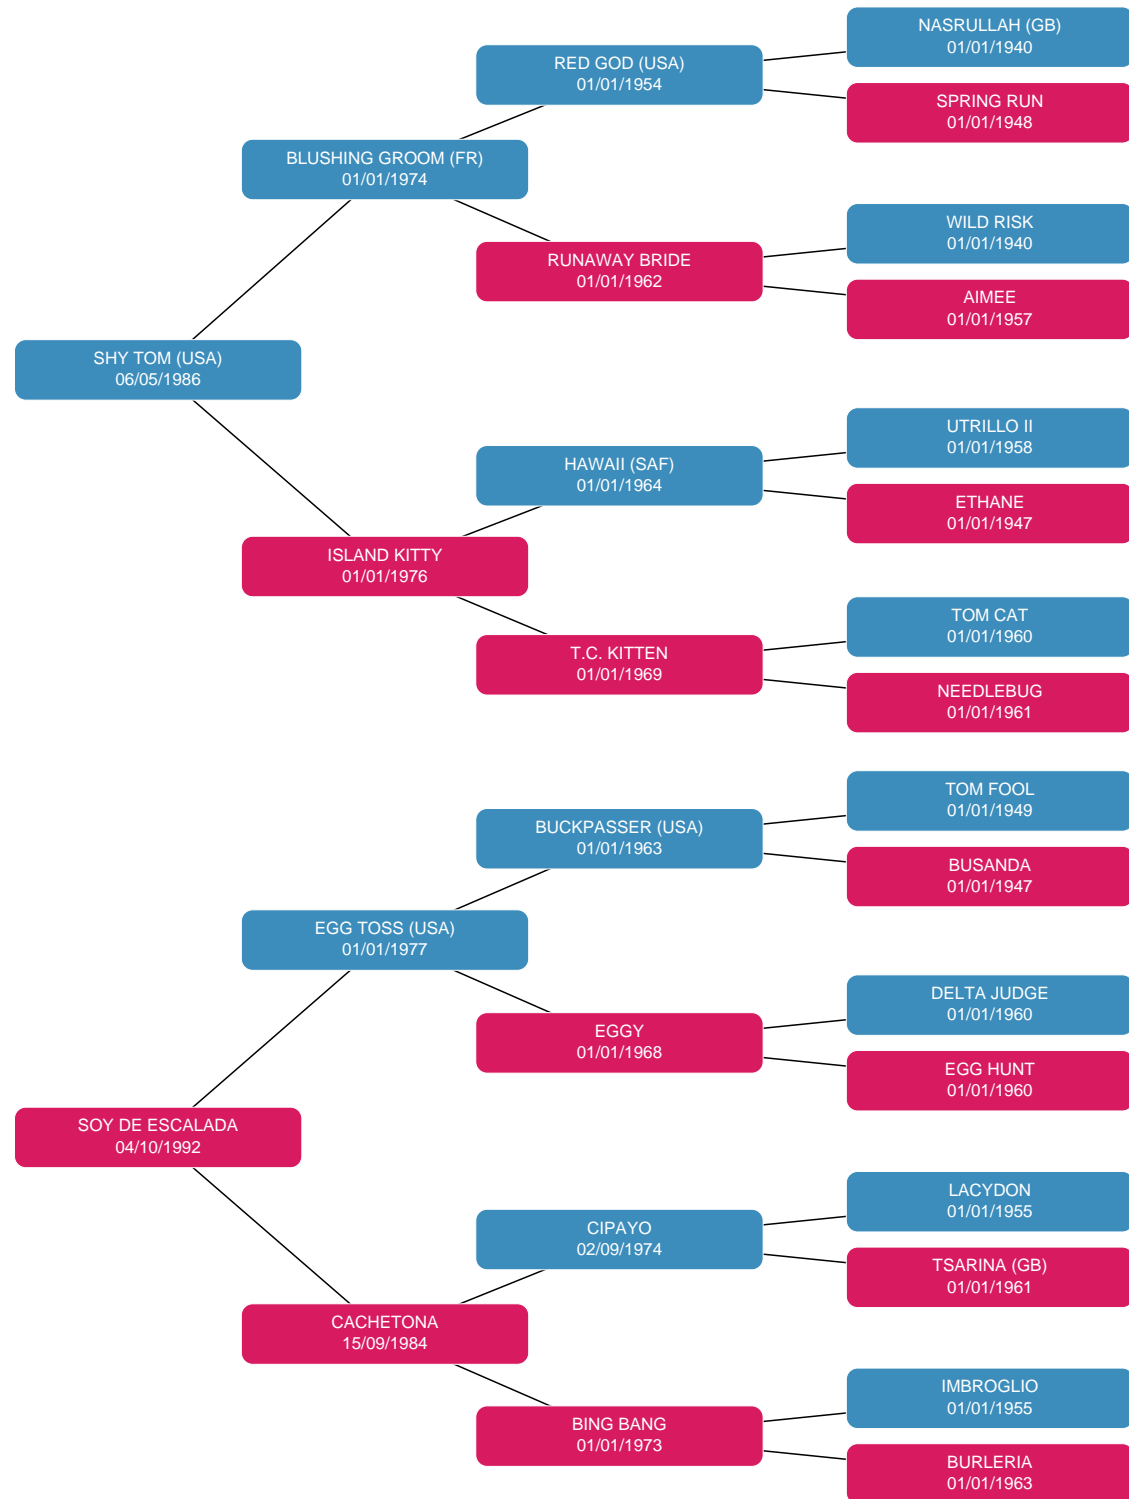 NASRULLAH (GB)
01/01/1940
RED GOD (USA)
01/01/1954
SPRING RUN
01/01/1948
BLUSHING GROOM (FR)
01/01/1974
WILD RISK
01/01/1940
RUNAWAY BRIDE
01/01/1962
AIMEE
01/01/1957
SHY TOM (USA)
06/05/1986
UTRILLO II
01/01/1958
HAWAII (SAF)
01/01/1964
ETHANE
01/01/1947
ISLAND KITTY
01/01/1976
TOM CAT
01/01/1960
T.C. KITTEN
01/01/1969
NEEDLEBUG
01/01/1961
TOM FOOL
01/01/1949
BUCKPASSER (USA)
01/01/1963
BUSANDA
01/01/1947
EGG TOSS (USA)
01/01/1977
DELTA JUDGE
01/01/1960
EGGY
01/01/1968
EGG HUNT
01/01/1960
SOY DE ESCALADA
04/10/1992
LACYDON
01/01/1955
CIPAYO
02/09/1974
TSARINA (GB)
01/01/1961
CACHETONA
15/09/1984
IMBROGLIO
01/01/1955
BING BANG
01/01/1973
BURLERIA
01/01/1963